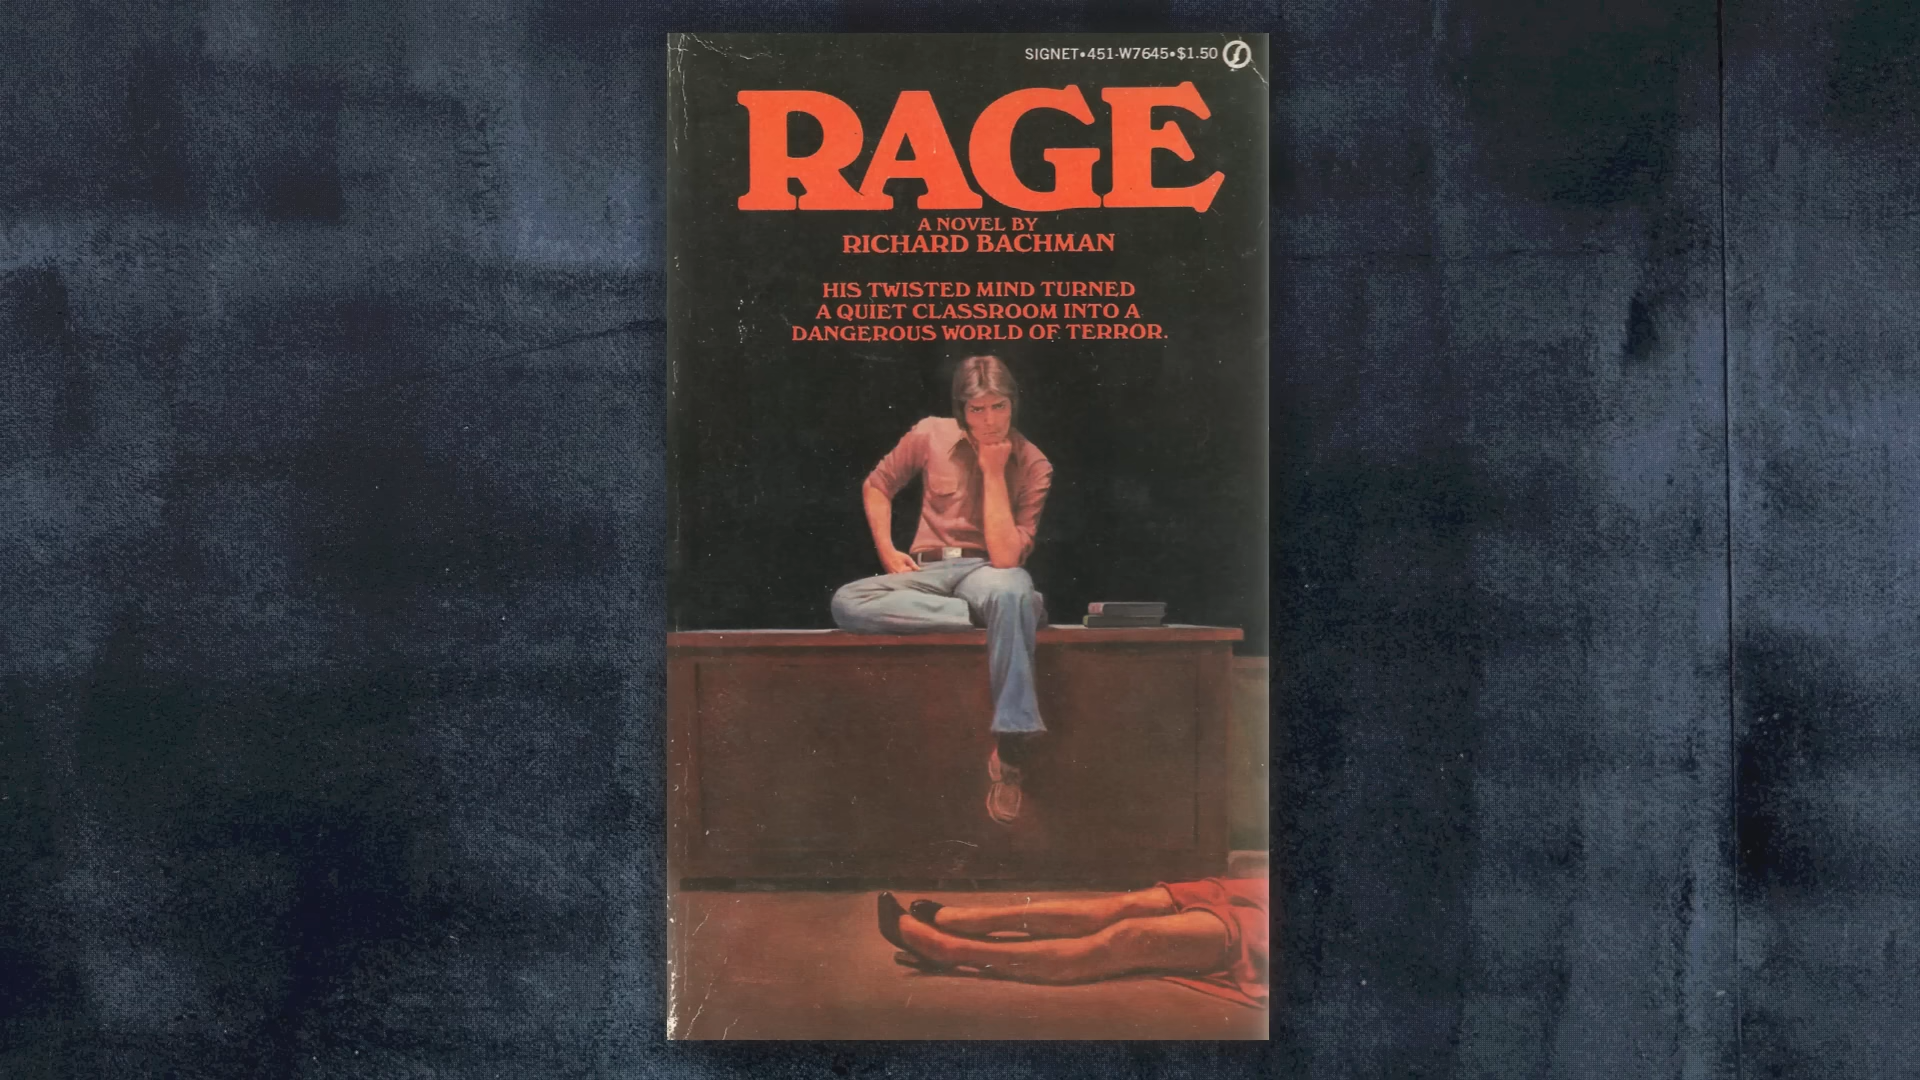 SIGNET•451-W7645•$1.50
RAGE
A NOVEL BY
RICHARD BACHMAN
HIS TWISTED MIND TURNED
A QUIET CLASSROOM INTO A
DANGEROUS WORLD OF TERROR.